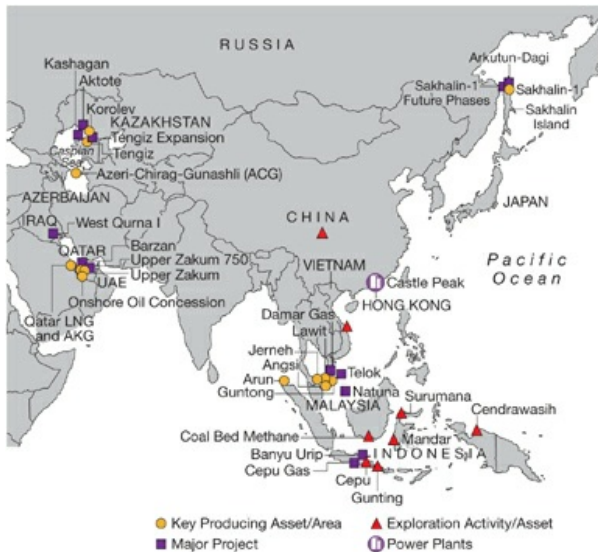 RUSSIA
Arkutun-Dagi
Kashagan
Aktote
Korolev
KAZAKHSTAN
Tengiz Expansion
Tengiz
Caspian
Sea
Azeri-Chirag-Gunashli (ACG)
AZERBAIJAN
Sakhalin-1
Future Phases
Sakhalin-1
Sakhalin
Island
JAPAN
CHINA
IRAQ
West Qurna I
QATAR
Barzan
Upper Zakum 750
Upper Zakum
UAE
Onshore Oil Concession
Qatar LNG
and AKG
Pacific
Ocean
VIETNAM
Castle Peak
HONG KONG
Damar Gas
Lawit
Jerneh
Angsi
Arun
Guntong
Telok
Natuna
MALAYSIA
Surumana
Cendrawasih
Coal Bed Methane
Mandar
Banyu Urip
INDONESIA
Cepu Gas
Cepu
Gunting
Key Producing Asset/Area
Exploration Activity/Asset
Major Project
Power Plants